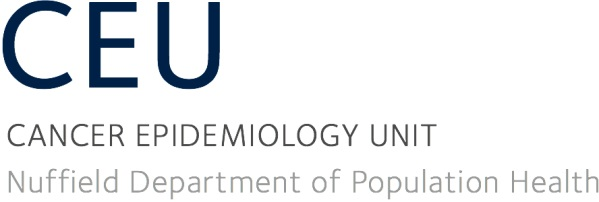 CEU
CANCER EPIDEMIOLOGY UNIT
Nuffield Department of Population Health